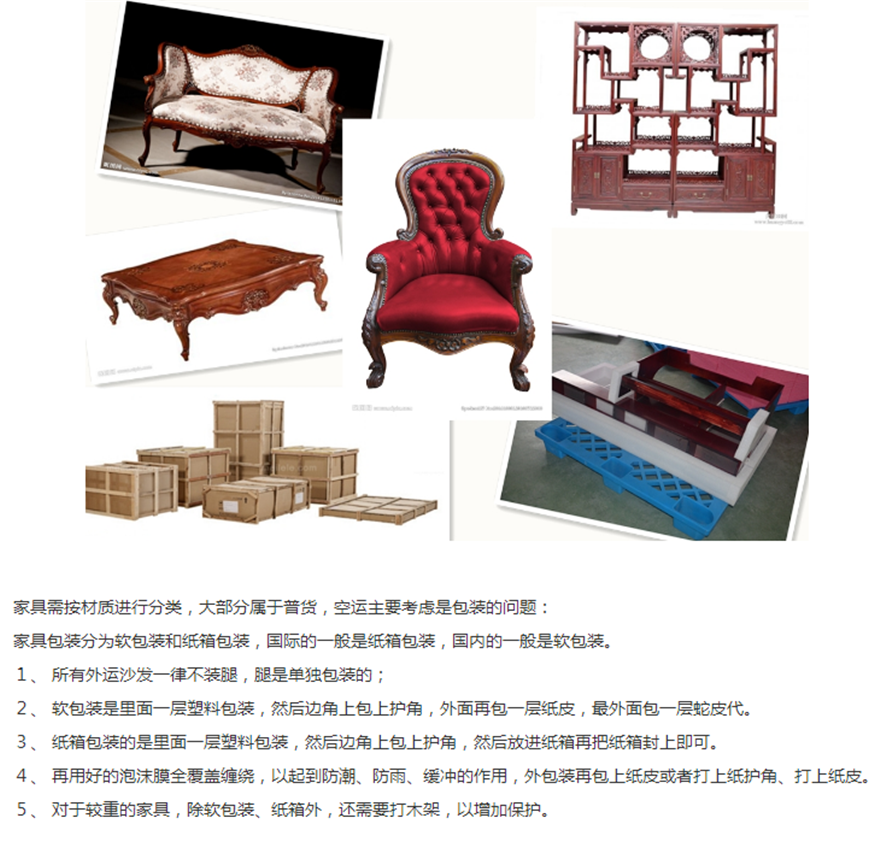 家具需按材质进行分类，大部分属于普货，空运主要考虑是包装的问题：
家具包装分为软包装和纸箱包装，国际的一般是纸箱包装，国内的一般是软包装。
1、 所有外运沙发一律不装腿，腿是单独包装的；
2、 软包装是里面一层塑料包装，然后边角上包上护角，外面再包一层纸皮，最外面包一层蛇皮代。
3、 纸箱包装的是里面一层塑料包装，然后边角上包上护角，然后放进纸箱再把纸箱封上即可。
4、 再用好的泡沫膜全覆盖缠绕，以起到防潮、防雨、缓冲的作用，外包装再包上纸皮或者打上纸护角、打上纸皮。
5、 对于较重的家具，除软包装、纸箱外，还需要打木架，以增加保护。